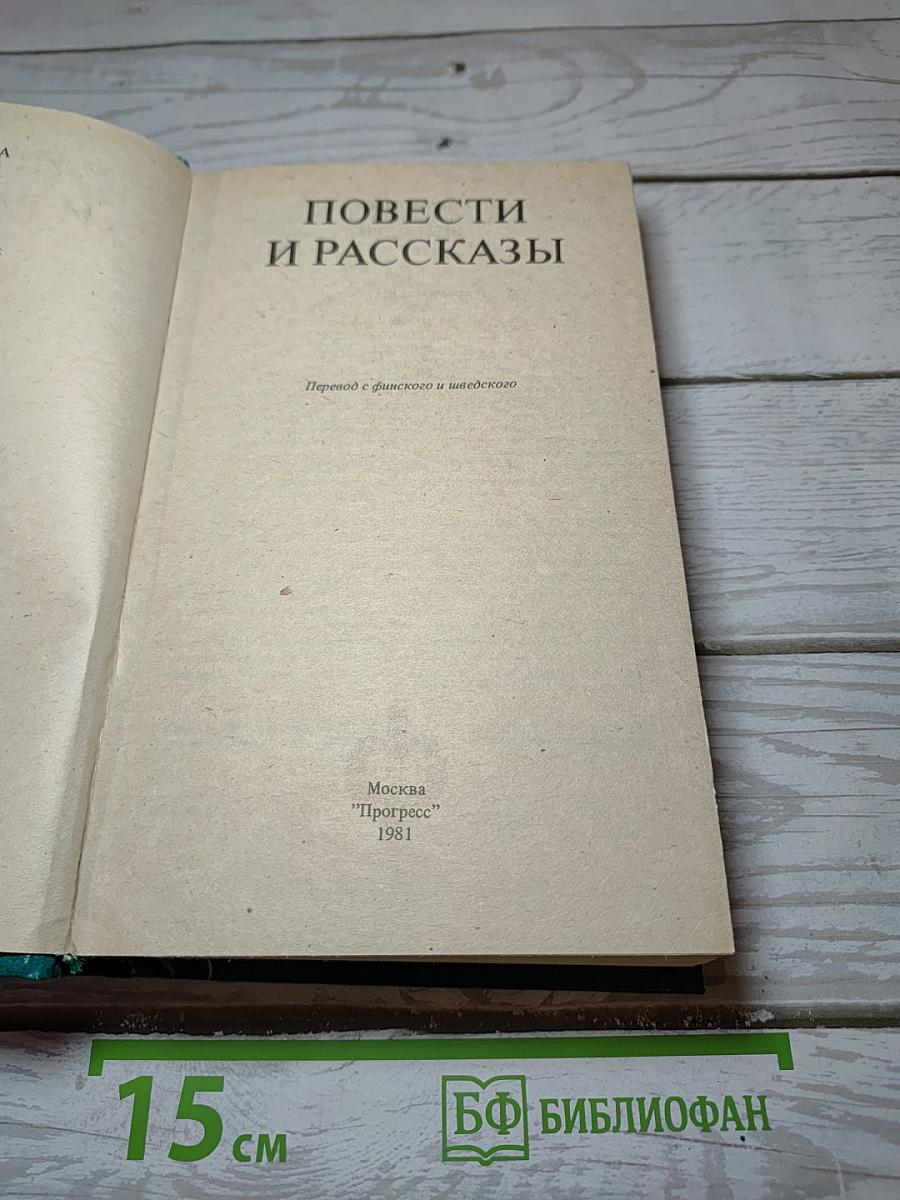 А
ПОВЕСТИ
И РАССКАЗЫ
Перевод с финского и шведского
Москва
"Прогресс"
1981
15 см
БФ БИБЛИОФАН